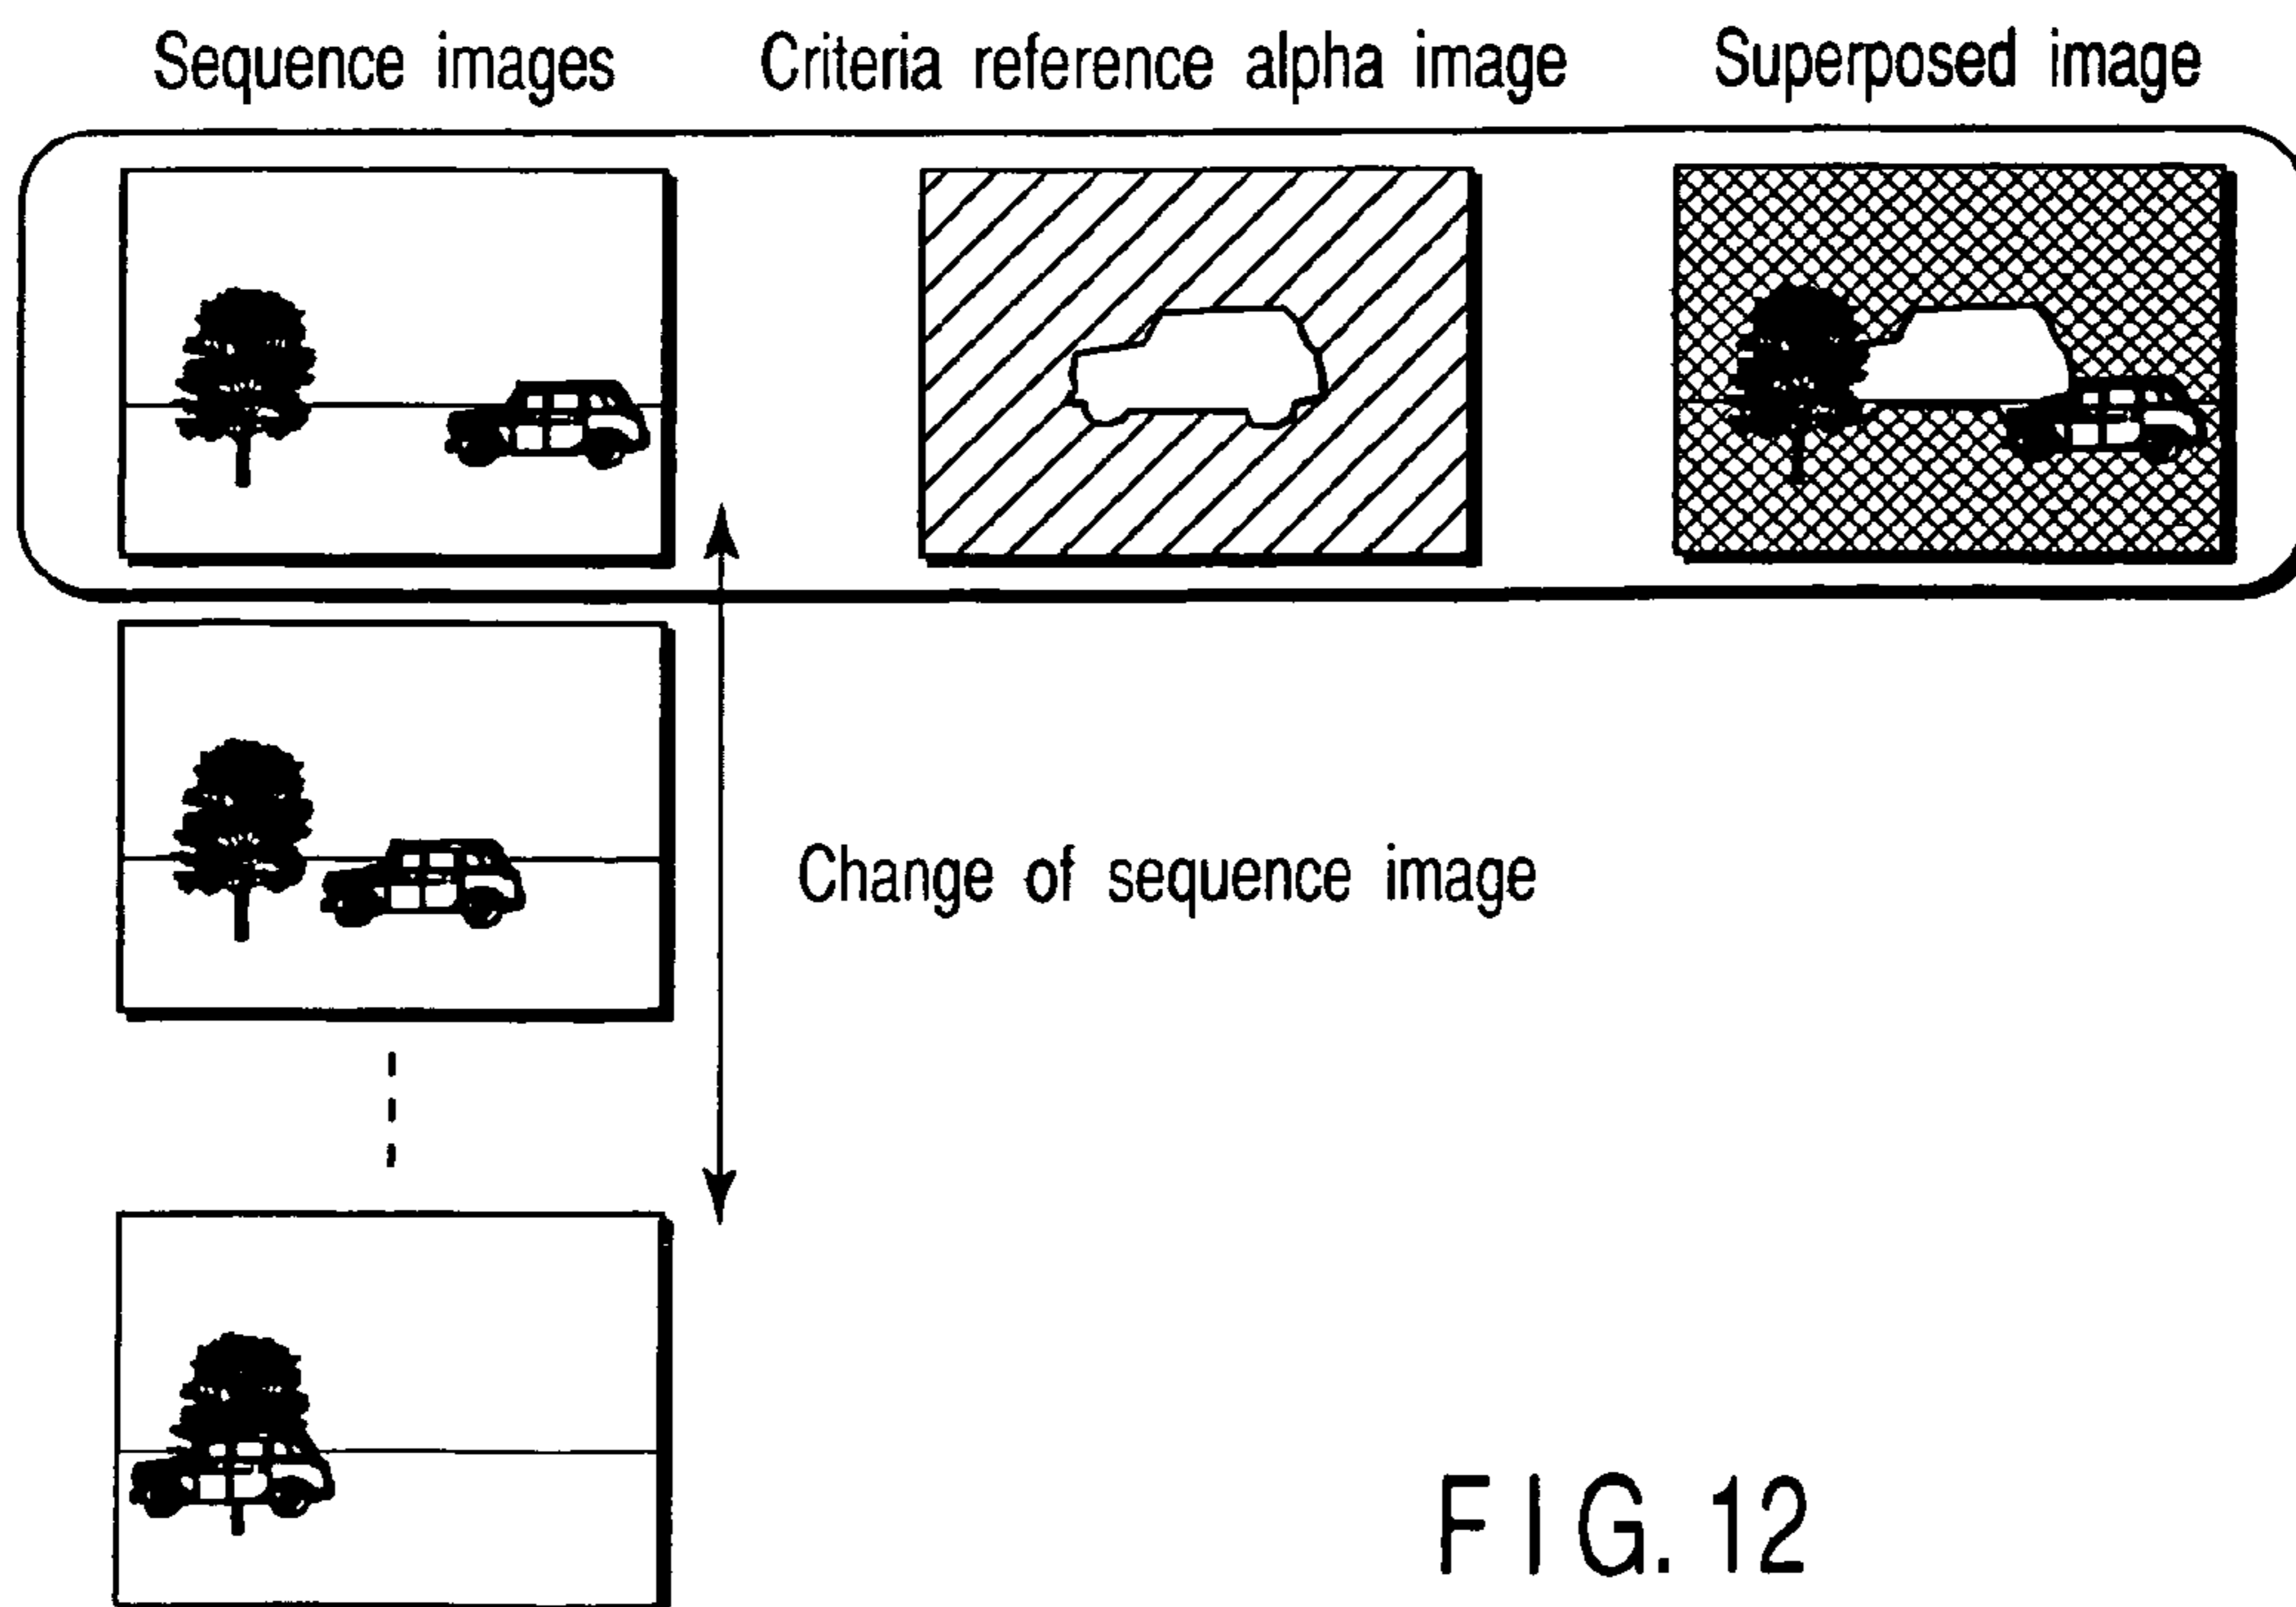 Sequence images
Criteria reference alpha image
Superposed image
Change of sequence image
FIG. 12